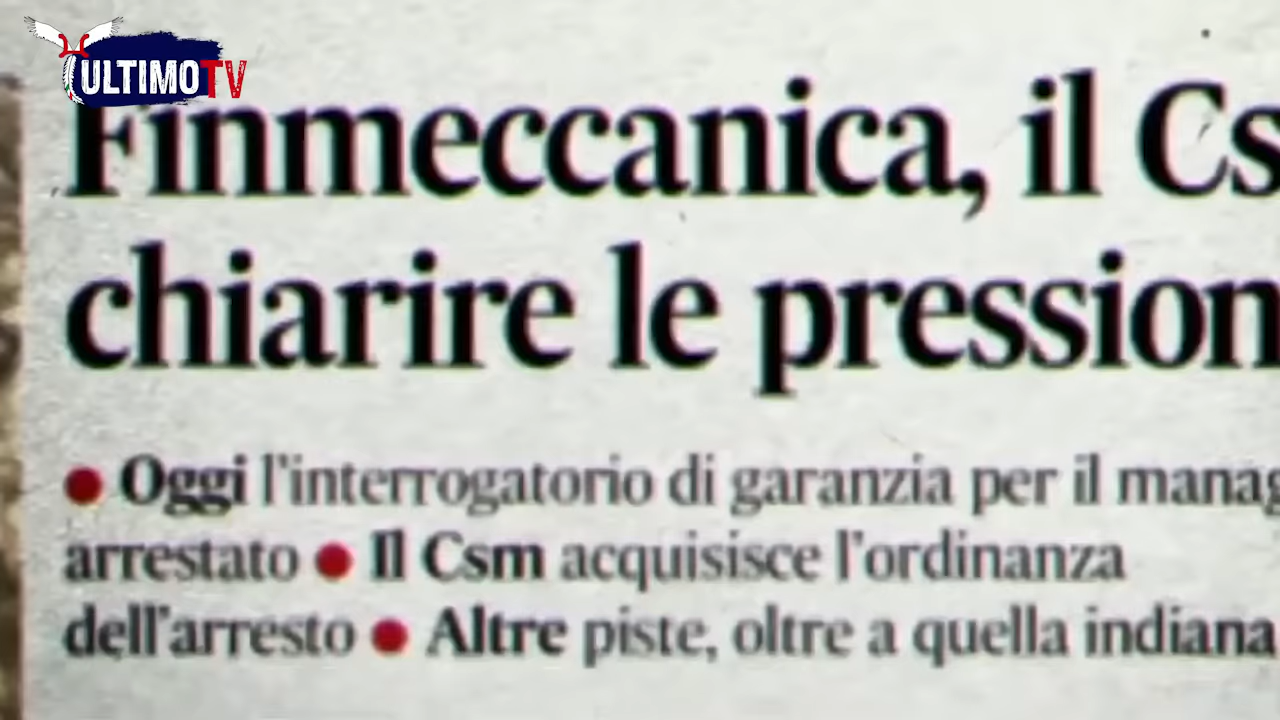 ULTIMOTV
Finmeccanica, il Cs
chiarire le pression
● Oggi l'interrogatorio di garanzia per il manag
arrestato ● Il Csm acquisisce l'ordinanza
dell'arresto ● Altre piste, oltre a quella indiana